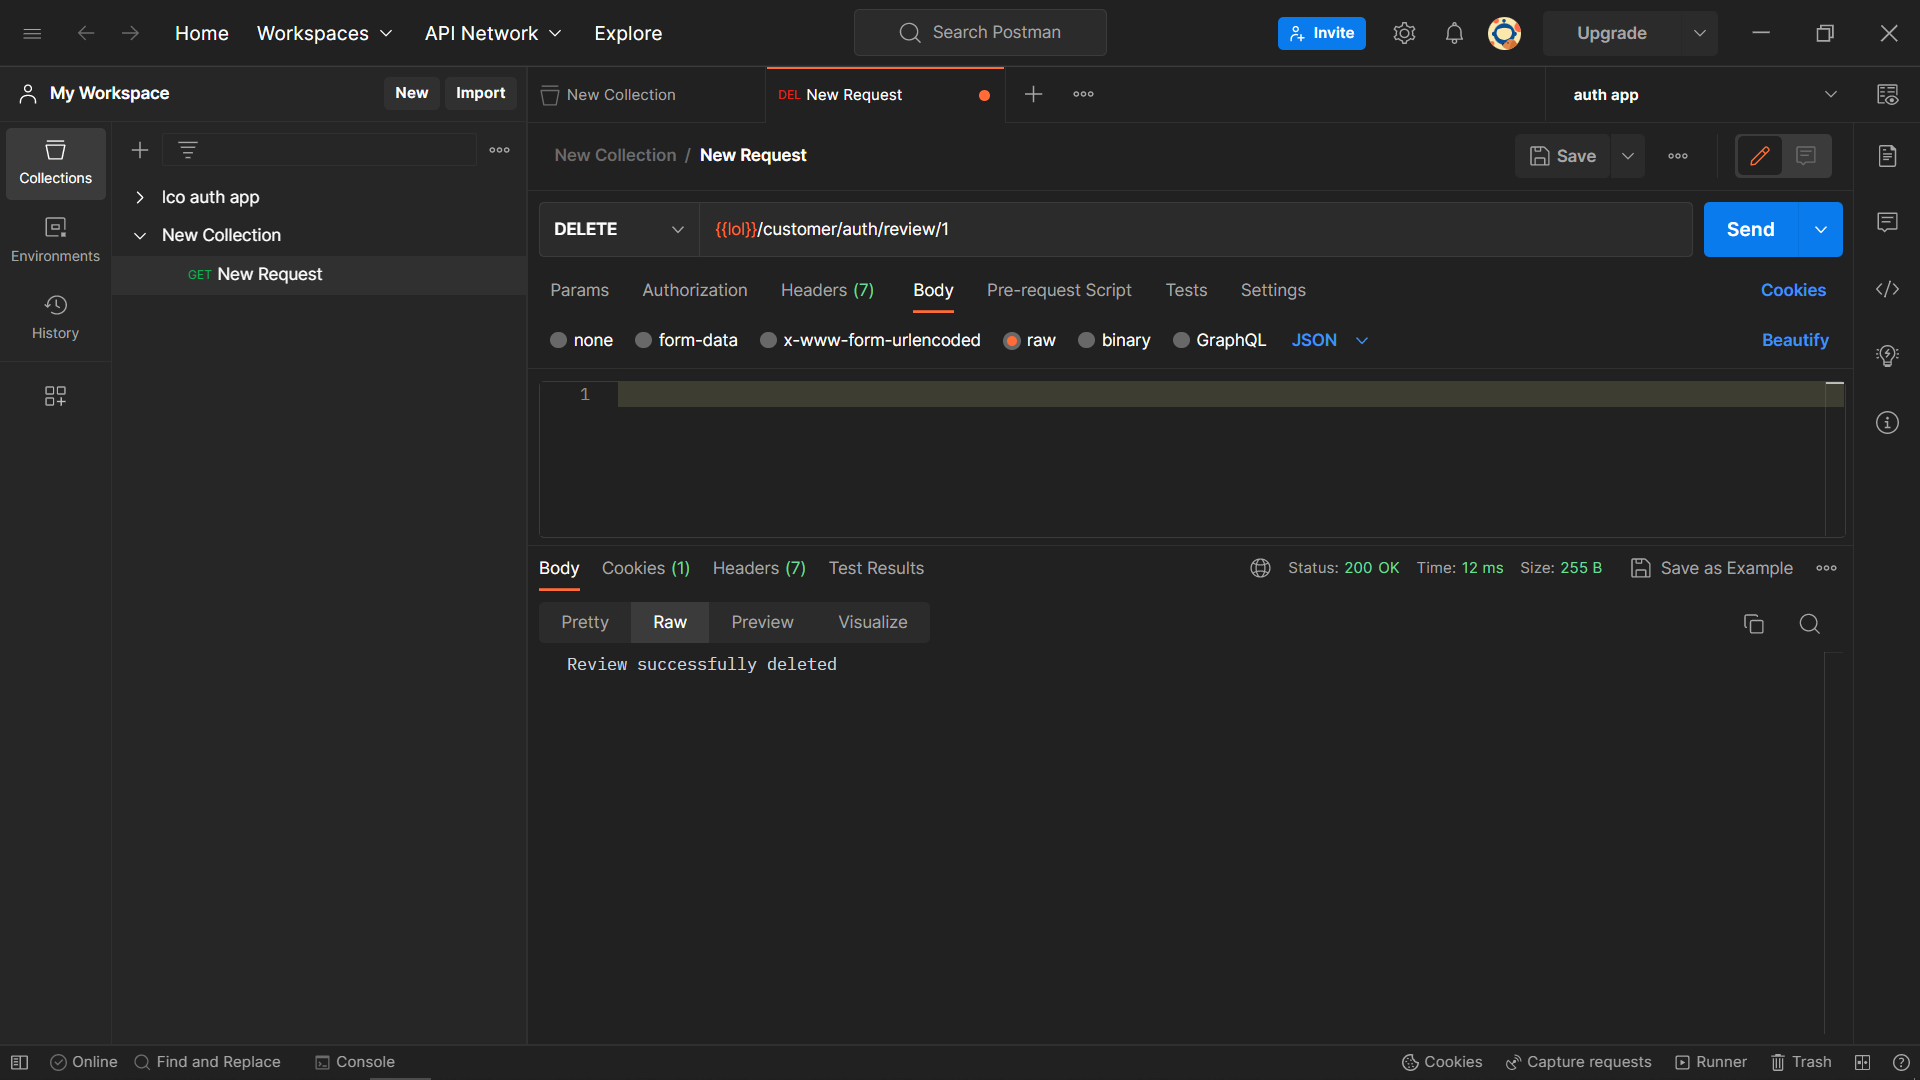 Home Workspaces API Network Explore Search Postman Invite Upgrade
My Workspace New Import New Collection DEL New Request auth app
Collections
Environments
History
lco auth app
New Collection
GET New Request
New Collection / New Request Save
DELETE {{lol}}/customer/auth/review/1 Send
Params Authorization Headers (7) Body Pre-request Script Tests Settings Cookies
none form-data x-www-form-urlencoded raw binary GraphQL JSON Beautify
1
Body Cookies (1) Headers (7) Test Results Status: 200 OK Time: 12 ms Size: 255 B Save as Example
Pretty Raw Preview Visualize
Review successfully deleted
Online Find and Replace Console Cookies Capture requests Runner Trash